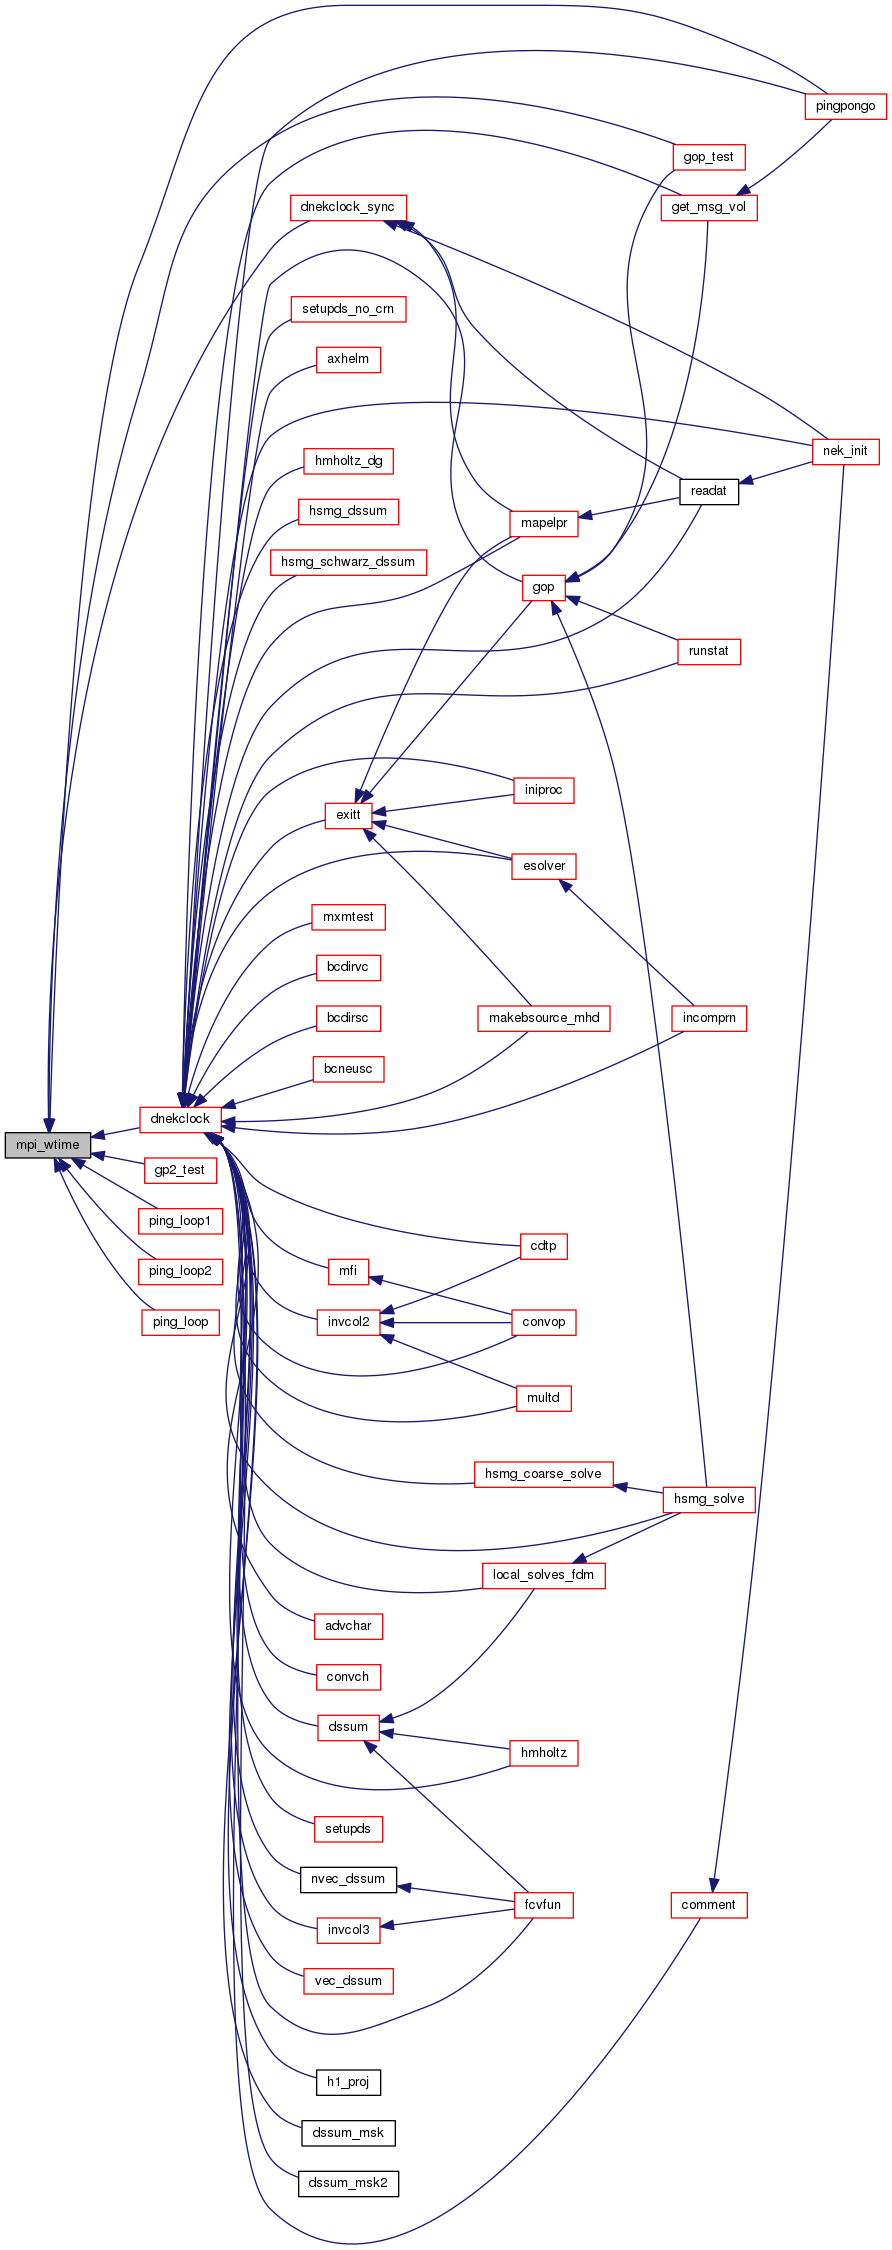 pingpongo
gop_test
get_msg_vol
dnekclock_sync
setupds_no_crn
axhelm
nek_init
hmholtz_dg
readat
hsmg_dssum
mapelpr
hsmg_schwarz_dssum
gop
runstat
iniproc
exitt
esolver
mxmtest
bcdirvc
bcdirsc
makebsource_mhd
incomprn
bcneusc
dnekclock
mpi_wtime
gp2_test
ping_loop1
cdtp
ping_loop2
mfi
ping_loop
invcol2
convop
multd
hsmg_coarse_solve
hsmg_solve
local_solves_fdm
advchar
convch
dssum
hmholtz
setupds
nvec_dssum
fcvfun
comment
invcol3
vec_dssum
h1_proj
dssum_msk
dssum_msk2